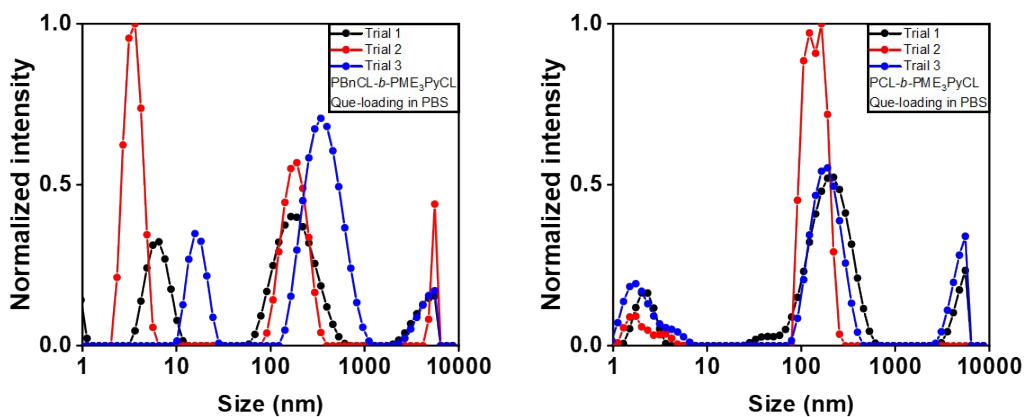 1.0
0.5
0.0
Normalized intensity
1
10
100
1000
10000
Size (nm)
Trial 1
Trial 2
Trail 3
PBnCL-b-PME3PyCL
Que-loading in PBS
1.0
0.5
0.0
Normalized intensity
1
10
100
1000
10000
Size (nm)
Trial 1
Trial 2
Trail 3
PCL-b-PME3PyCL
Que-loading in PBS